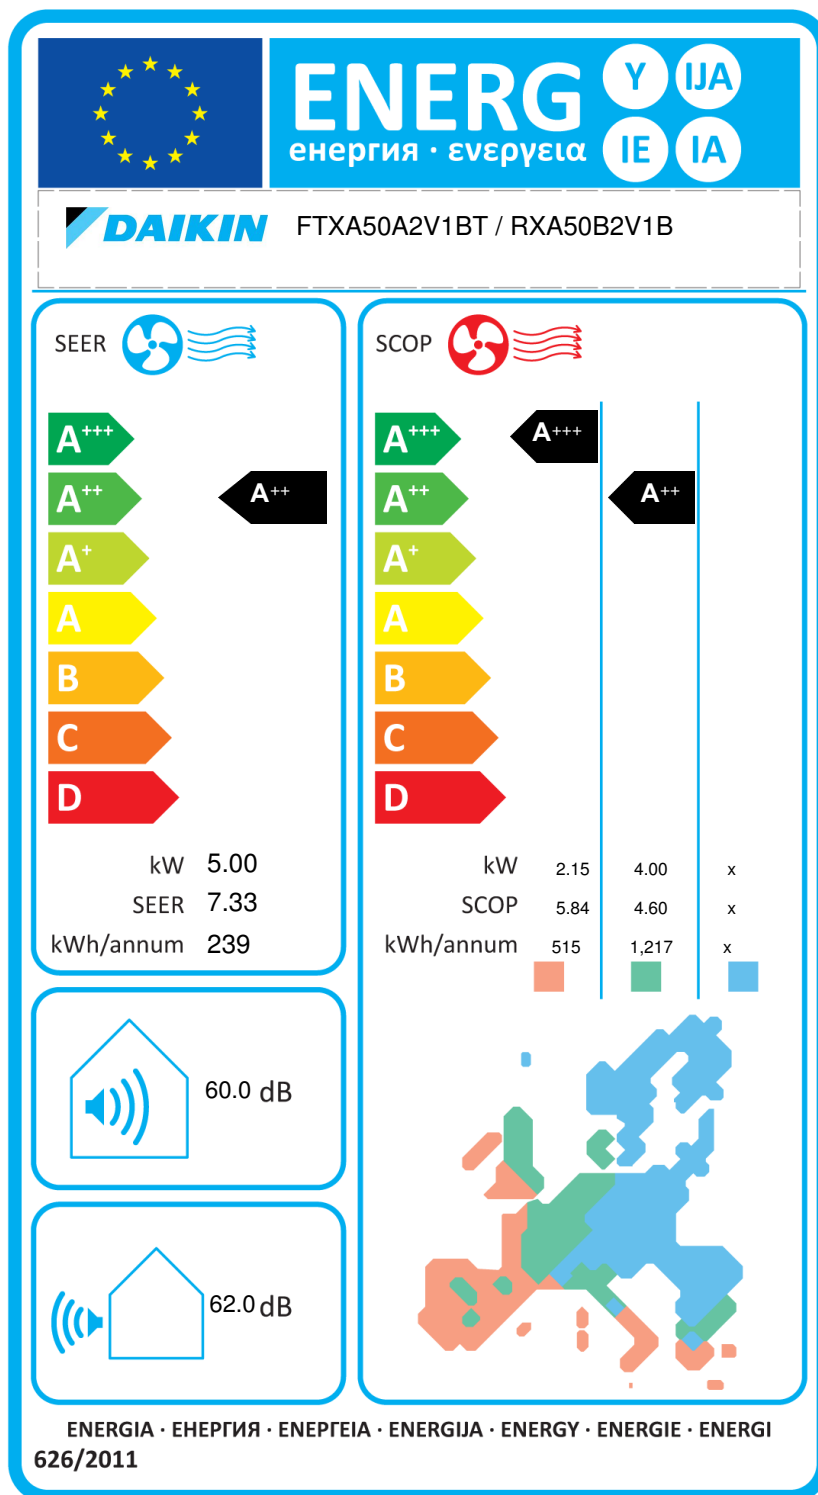 ENERG
енергия · ενεργεια
Y IJA
IE IA
DAIKIN FTXA50A2V1BT / RXA50B2V1B
SEER
A+++
A++ A++
A+
A
B
C
D
kW 5.00
SEER 7.33
kWh/annum 239
SCOP
A+++ A+++
A++ A++
A+
A
B
C
D
kW 2.15 4.00 x
SCOP 5.84 4.60 x
kWh/annum 515 1,217 x
60.0 dB
62.0 dB
ENERGIA · ЕНЕРГИЯ · ΕΝΕΡΓΕΙΑ · ENERGIJA · ENERGY · ENERGIE · ENERGI
626/2011